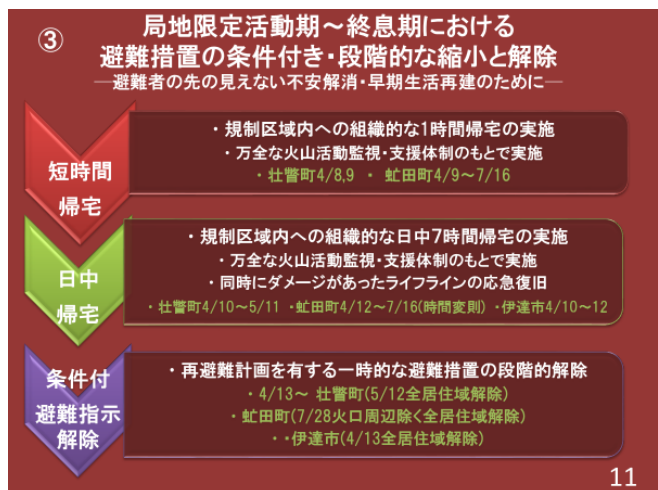 ③
局地限定活動期～終息期における
避難措置の条件付き・段階的な縮小と解除
―避難者の先の見えない不安解消・早期生活再建のために―
短時間
帰宅
・規制区域内への組織的な1時間帰宅の実施
・万全な火山活動監視・支援体制のもとで実施
・壮瞥町4/8,9 ・ 虻田町4/9～7/16
日中
帰宅
・規制区域内への組織的な日中7時間帰宅の実施
・万全な火山活動監視・支援体制のもとで実施
・同時にダメージがあったライフラインの応急復旧
・壮瞥町4/10～5/11 ・虻田町4/12～7/16(時間変則) ・伊達市4/10～12
条件付
避難指示
解除
・再避難計画を有する一時的な避難措置の段階的解除
・4/13～ 壮瞥町(5/12全居住域解除)
・虻田町(7/28火口周辺除く全居住域解除)
・・伊達市(4/13全居住域解除)
11